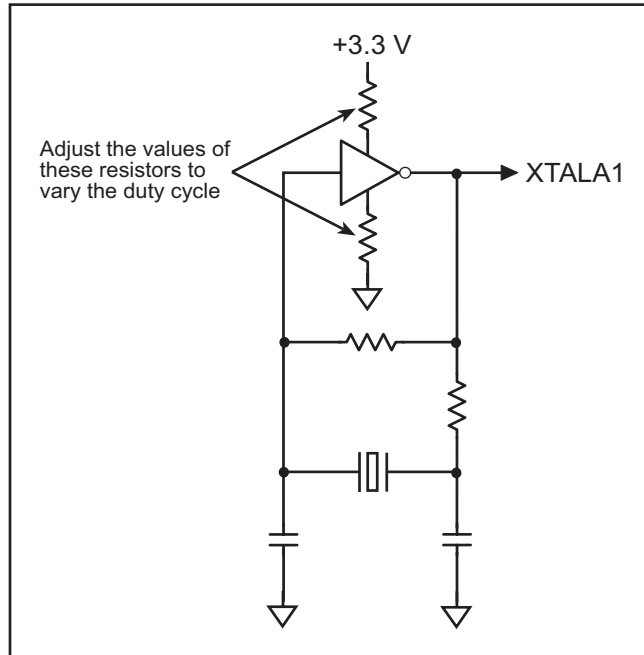 +3.3 V
Adjust the values of
these resistors to
vary the duty cycle
XTALA1